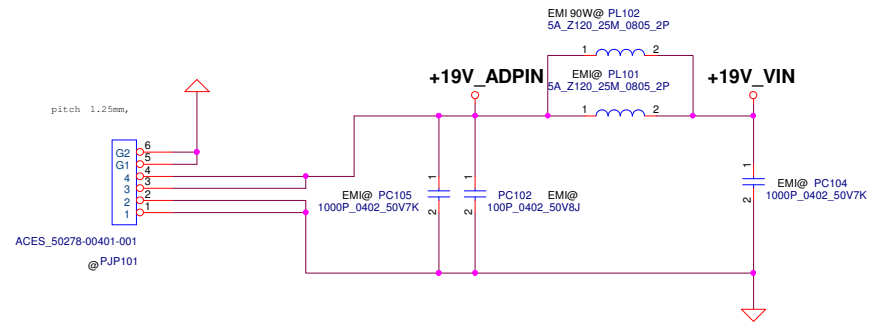 EMI 90W@ PL102
5A_Z120_25M_0805_2P
1 2
+19V_ADPIN
EMI@ PL101
5A_Z120_25M_0805_2P
+19V_VIN
1 2
pitch 1.25mm,
G2 6
G1 5
4 4
3 3
2 2
1 1
1
2
EMI@ PC105
1000P_0402_50V7K
1
2
PC102 EMI@
100P_0402_50V8J
1
2
EMI@ PC104
1000P_0402_50V7K
ACES_50278-00401-001
@PJP101